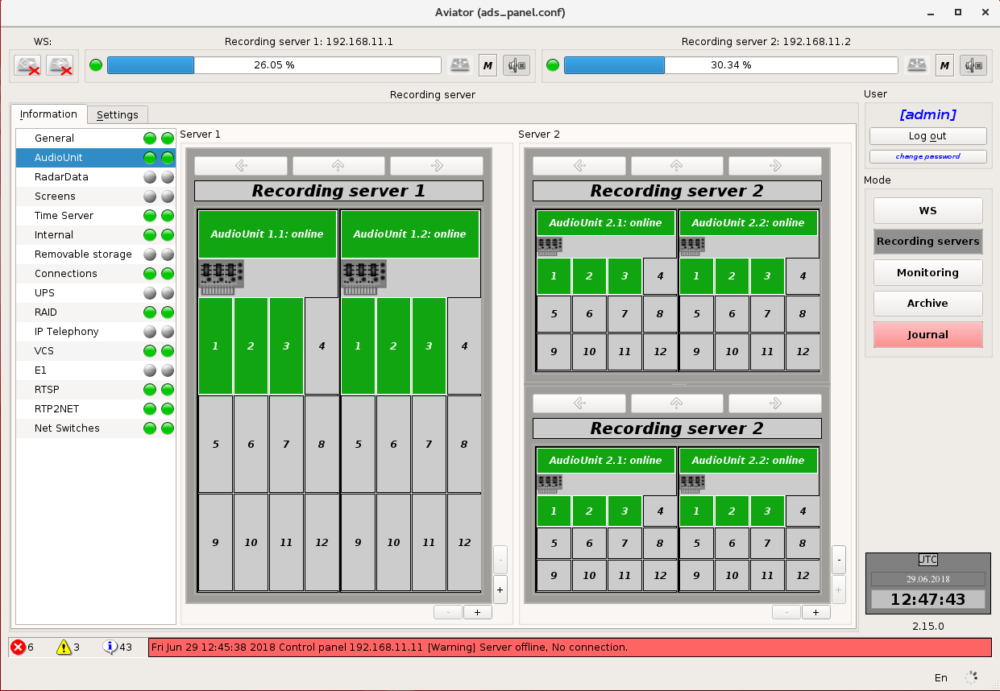 Aviator (ads_panel.conf)
WS:
Recording server 1: 192.168.11.1
Recording server 2: 192.168.11.2
26.05 %
M
30.34 %
M
Recording server
User
[admin]
Log out
change password
Mode
WS
Recording servers
Monitoring
Archive
Journal
Information
Settings
General
AudioUnit
RadarData
Screens
Time Server
Internal
Removable storage
Connections
UPS
RAID
IP Telephony
VCS
E1
RTSP
RTP2NET
Net Switches
Server 1
Recording server 1
AudioUnit 1.1: online AudioUnit 1.2: online
1 2 3 4 1 2 3 4
5 6 7 8 5 6 7 8
9 10 11 12 9 10 11 12
-
+
- +
Server 2
Recording server 2
AudioUnit 2.1: online AudioUnit 2.2: online
1 2 3 4 1 2 3 4
5 6 7 8 5 6 7 8
9 10 11 12 9 10 11 12
Recording server 2
AudioUnit 2.1: online AudioUnit 2.2: online
1 2 3 4 1 2 3 4
5 6 7 8 5 6 7 8
9 10 11 12 9 10 11 12
-
+
- +
UTC
29.06.2018
12:47:43
2.15.0
6 3 43
Fri Jun 29 12:45:38 2018 Control panel 192.168.11.11 [Warning] Server offline, No connection.
En